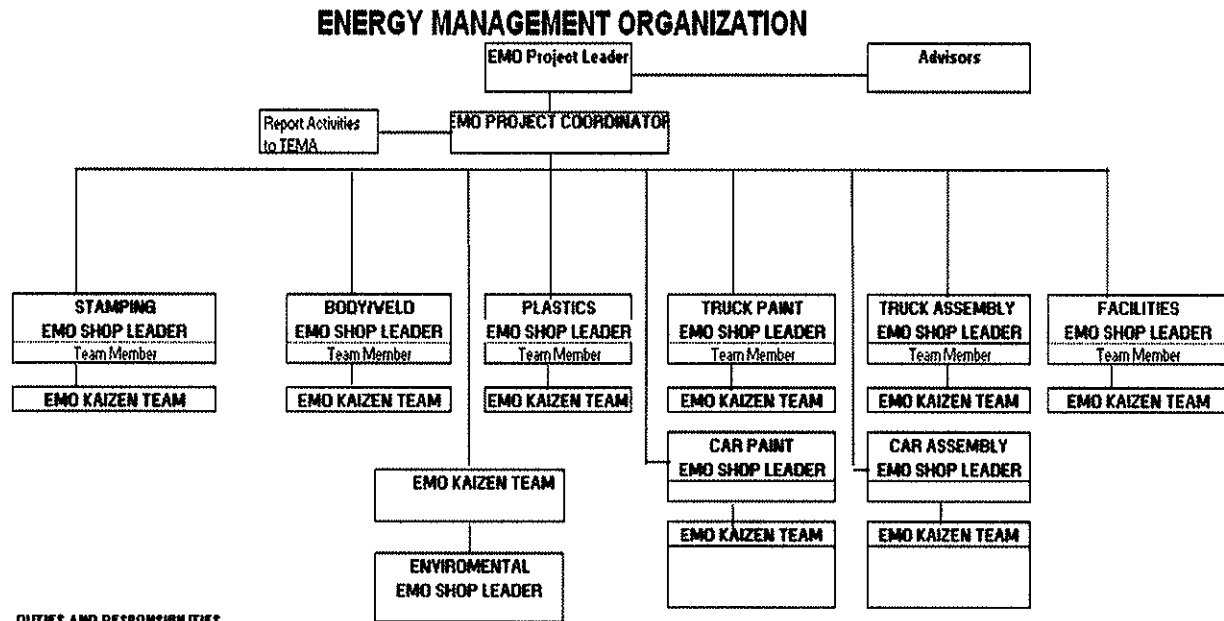 ENERGY MANAGEMENT ORGANIZATION
EMO Project Leader
Advisors
Report Activities
to TEMA
EMO PROJECT COORDINATOR
STAMPING
EMO SHOP LEADER
Team Member
EMO KAIZEN TEAM
BODY/WELD
EMO SHOP LEADER
Team Member
EMO KAIZEN TEAM
PLASTICS
EMO SHOP LEADER
Team Member
EMO KAIZEN TEAM
TRUCK PAINT
EMO SHOP LEADER
Team Member
EMO KAIZEN TEAM
TRUCK ASSEMBLY
EMO SHOP LEADER
Team Member
EMO KAIZEN TEAM
FACILITIES
EMO SHOP LEADER
Team Member
EMO KAIZEN TEAM
CAR PAINT
EMO SHOP LEADER
EMO KAIZEN TEAM
CAR ASSEMBLY
EMO SHOP LEADER
EMO KAIZEN TEAM
EMO KAIZEN TEAM
ENVIROMENTAL
EMO SHOP LEADER
DUTIES AND RESPONSIBILITIES